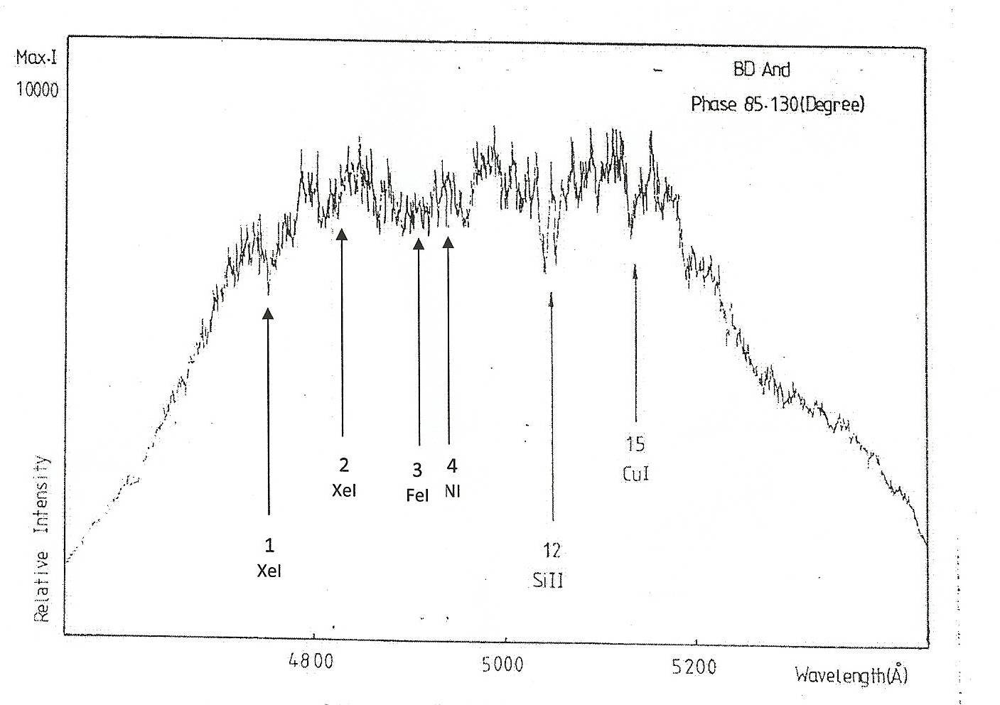 Max.I
10000
BD And
Phase 85.130(Degree)
Relative Intensity
1
XeI
2
XeI
3
FeI
4
NI
12
SiII
15
CuI
4800
5000
5200
Wavelength(Å)